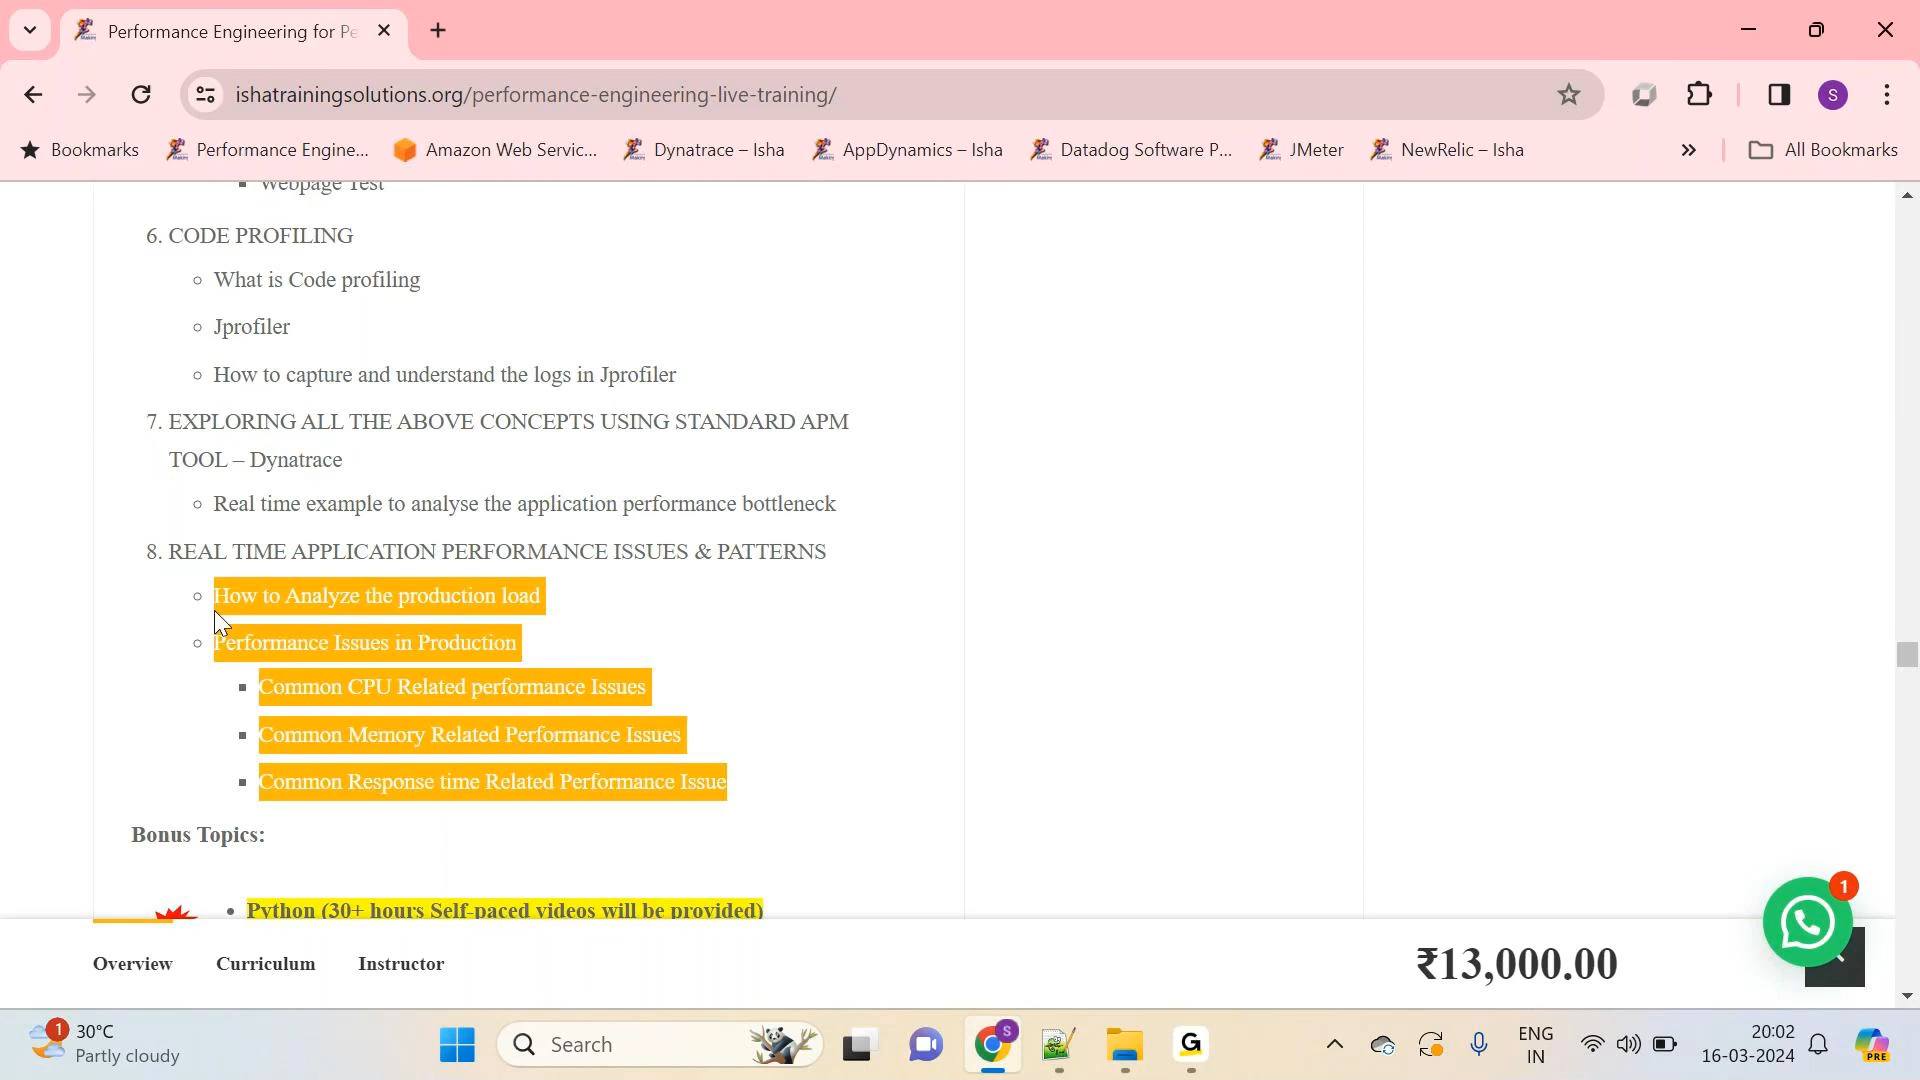 Performance Engineering for Pe
ishatrainingsolutions.org/performance-engineering-live-training/
S
Bookmarks
Performance Engine...
Amazon Web Servic...
Dynatrace – Isha
AppDynamics – Isha
Datadog Software P...
JMeter
NewRelic – Isha
All Bookmarks
Webpage Test
6. CODE PROFILING
What is Code profiling
Jprofiler
How to capture and understand the logs in Jprofiler
7. EXPLORING ALL THE ABOVE CONCEPTS USING STANDARD APM
TOOL – Dynatrace
Real time example to analyse the application performance bottleneck
8. REAL TIME APPLICATION PERFORMANCE ISSUES & PATTERNS
How to Analyze the production load
Performance Issues in Production
Common CPU Related performance Issues
Common Memory Related Performance Issues
Common Response time Related Performance Issue
Bonus Topics:
Python (30+ hours Self-paced videos will be provided)
1
Overview
Curriculum
Instructor
₹13,000.00
1
30°C
Partly cloudy
Search
S
G
ENG
IN
20:02
16-03-2024
PRE